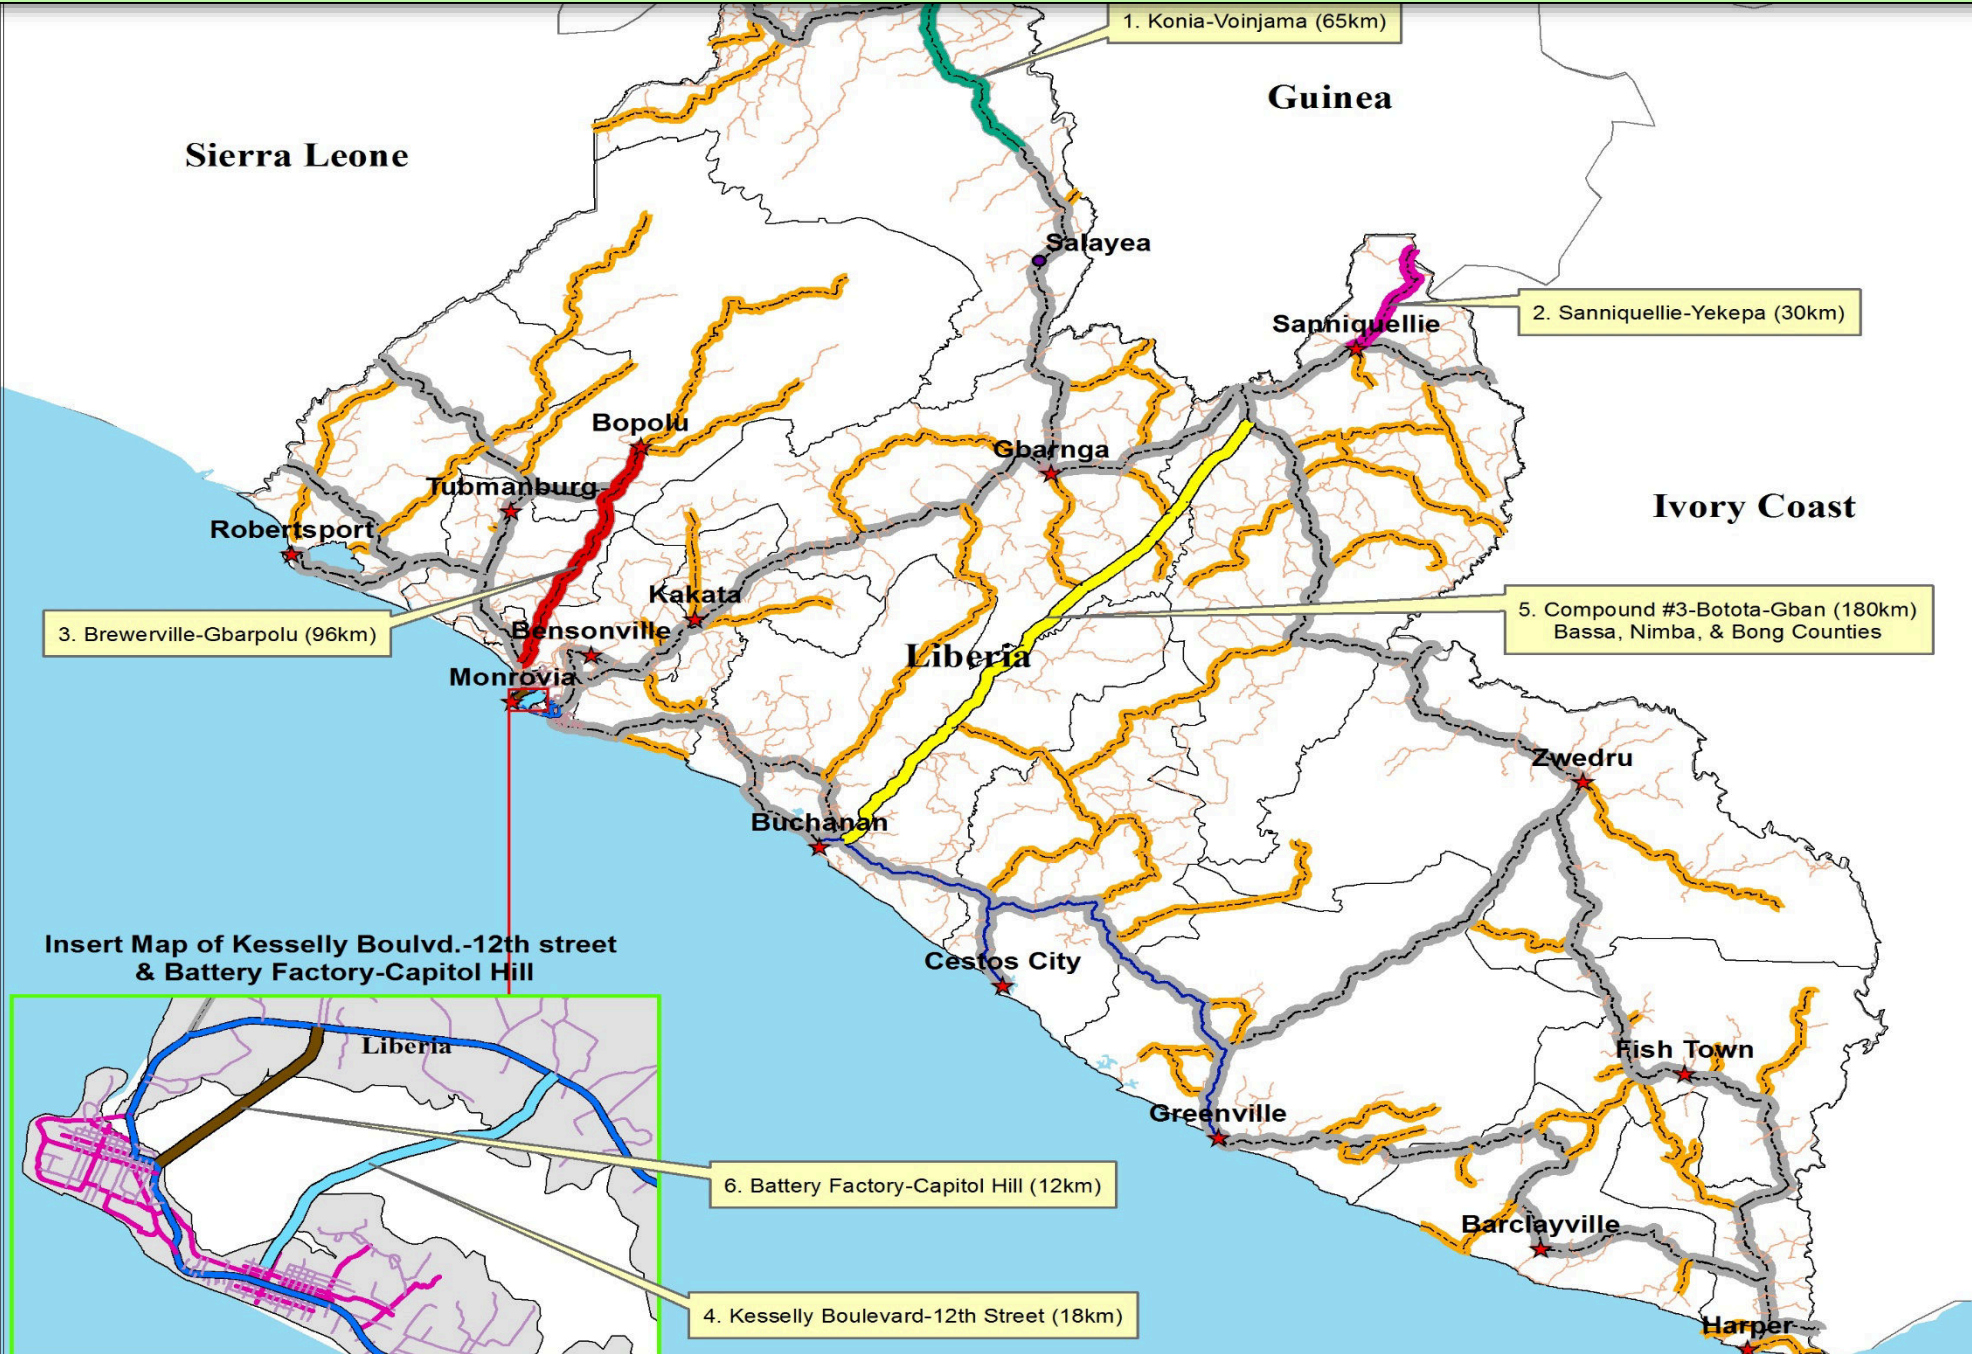 1. Konia-Voinjama (65km)
Guinea
Sierra Leone
Salayea
2. Sanniquellie-Yekepa (30km)
Sanniquellie
Bopolu
Gbarnga
Tubmanburg
Ivory Coast
Robertsport
Kakata
3. Brewerville-Gbarpolu (96km)
Bensonville
5. Compound #3-Botota-Gban (180km)
Bassa, Nimba, & Bong Counties
Liberia
Monrovia
Zwedru
Buchanan
Insert Map of Kesselly Boulvd.-12th street
& Battery Factory-Capitol Hill
Cestos City
Liberia
Fish Town
Greenville
6. Battery Factory-Capitol Hill (12km)
Barclayville
4. Kesselly Boulevard-12th Street (18km)
Harper